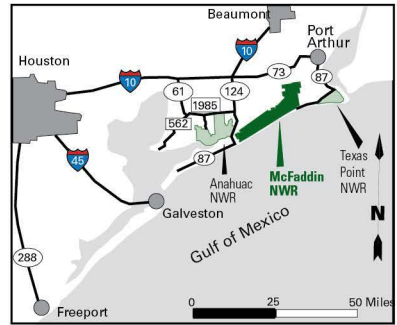 Beaumont
Port
Arthur
Houston
10
10
73
87
61
1985
124
562
45
87
Anahuac
NWR
McFaddin
NWR
Texas
Point
NWR
Galveston
Gulf of Mexico
N
288
Freeport
0 25 50 Miles